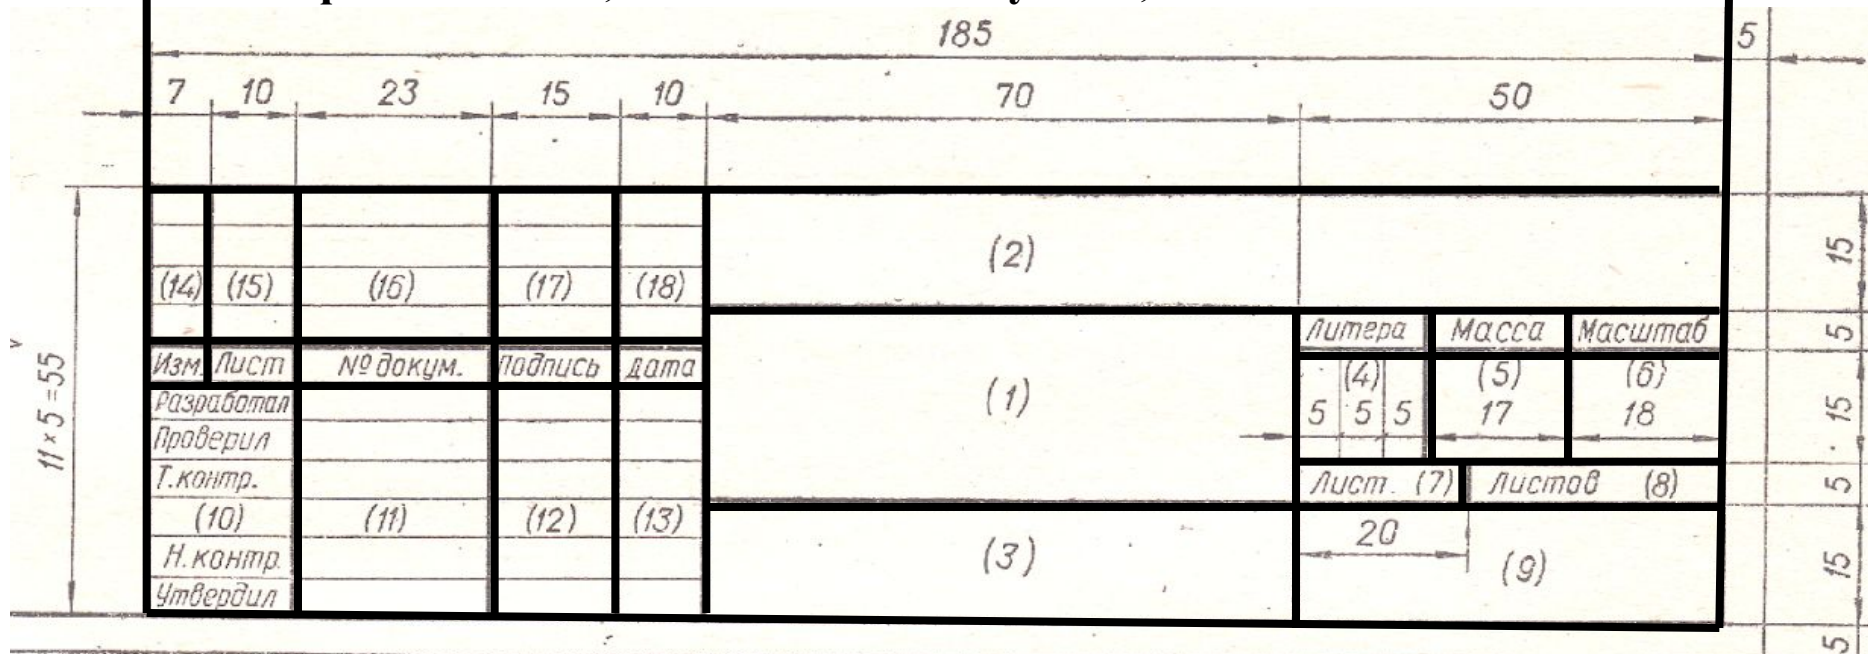 185 5
7 10 23 15 10 70 50
(2) 15
(14) (15) (16) (17) (18)
Литера Масса Масштаб 5
Изм. Лист № докум. Подпись Дата
(4) (5) (6)
Разработал (1) 5 5 5 17 18 15
11×5=55
Проверил
Т.контр. Лист. (7) Листов (8) 5
(10) (11) (12) (13) 20
Н.контр. (3) (9) 15
Утвердил
5